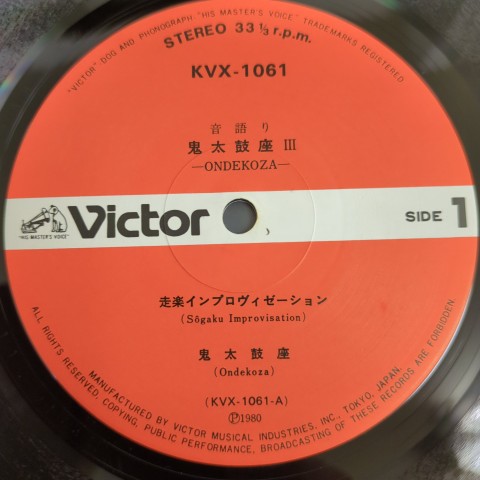 "VICTOR" DOG AND PHONOGRAPH "HIS MASTER'S VOICE" TRADEMARKS REGISTERED
STEREO 33 1/3 r.p.m.
KVX-1061
音語り
鬼太鼓座 III
—ONDEKOZA—
"HIS MASTER'S VOICE"
Victor
SIDE 1
走楽インプロヴィゼーション
(Sōgaku Improvisation)
鬼太鼓座
(Ondekoza)
(KVX-1061-A)
Ⓟ1980
MANUFACTURED BY VICTOR MUSICAL INDUSTRIES, INC., TOKYO, JAPAN.
ALL RIGHTS RESERVED, COPYING, PUBLIC PERFORMANCE, BROADCASTING OF THESE RECORDS ARE FORBIDDEN.